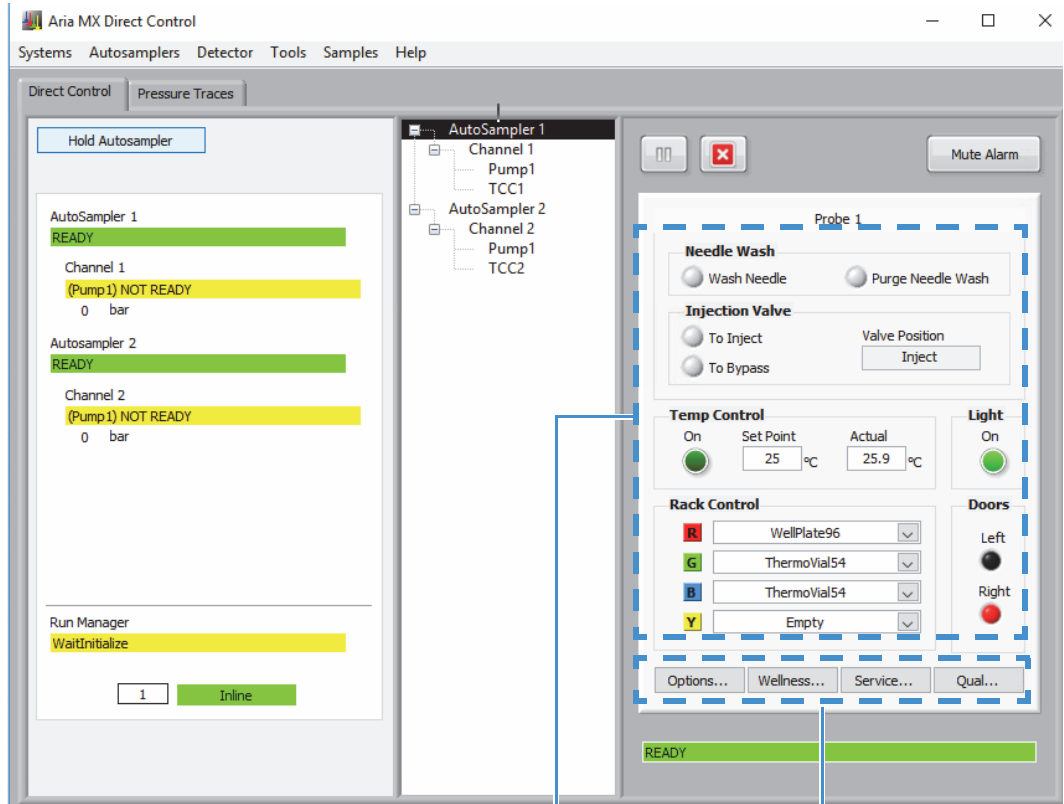 Aria MX Direct Control
Systems Autosamplers Detector Tools Samples Help
Direct Control Pressure Traces
Hold Autosampler
AutoSampler 1
READY
Channel 1
(Pump1) NOT READY
0 bar
Autosampler 2
READY
Channel 2
(Pump1) NOT READY
0 bar
Run Manager
WaitInitialize
1 Inline
AutoSampler 1
Channel 1
Pump1
TCC1
AutoSampler 2
Channel 2
Pump1
TCC2
Mute Alarm
Probe 1
Needle Wash
Wash Needle Purge Needle Wash
Injection Valve
To Inject Valve Position
Inject
To Bypass
Temp Control Light
On Set Point Actual On
25 ºC 25.9 ºC
Rack Control Doors
R WellPlate96
Left
G ThermoVial54
B ThermoVial54 Right
Y Empty
Options... Wellness... Service... Qual...
READY